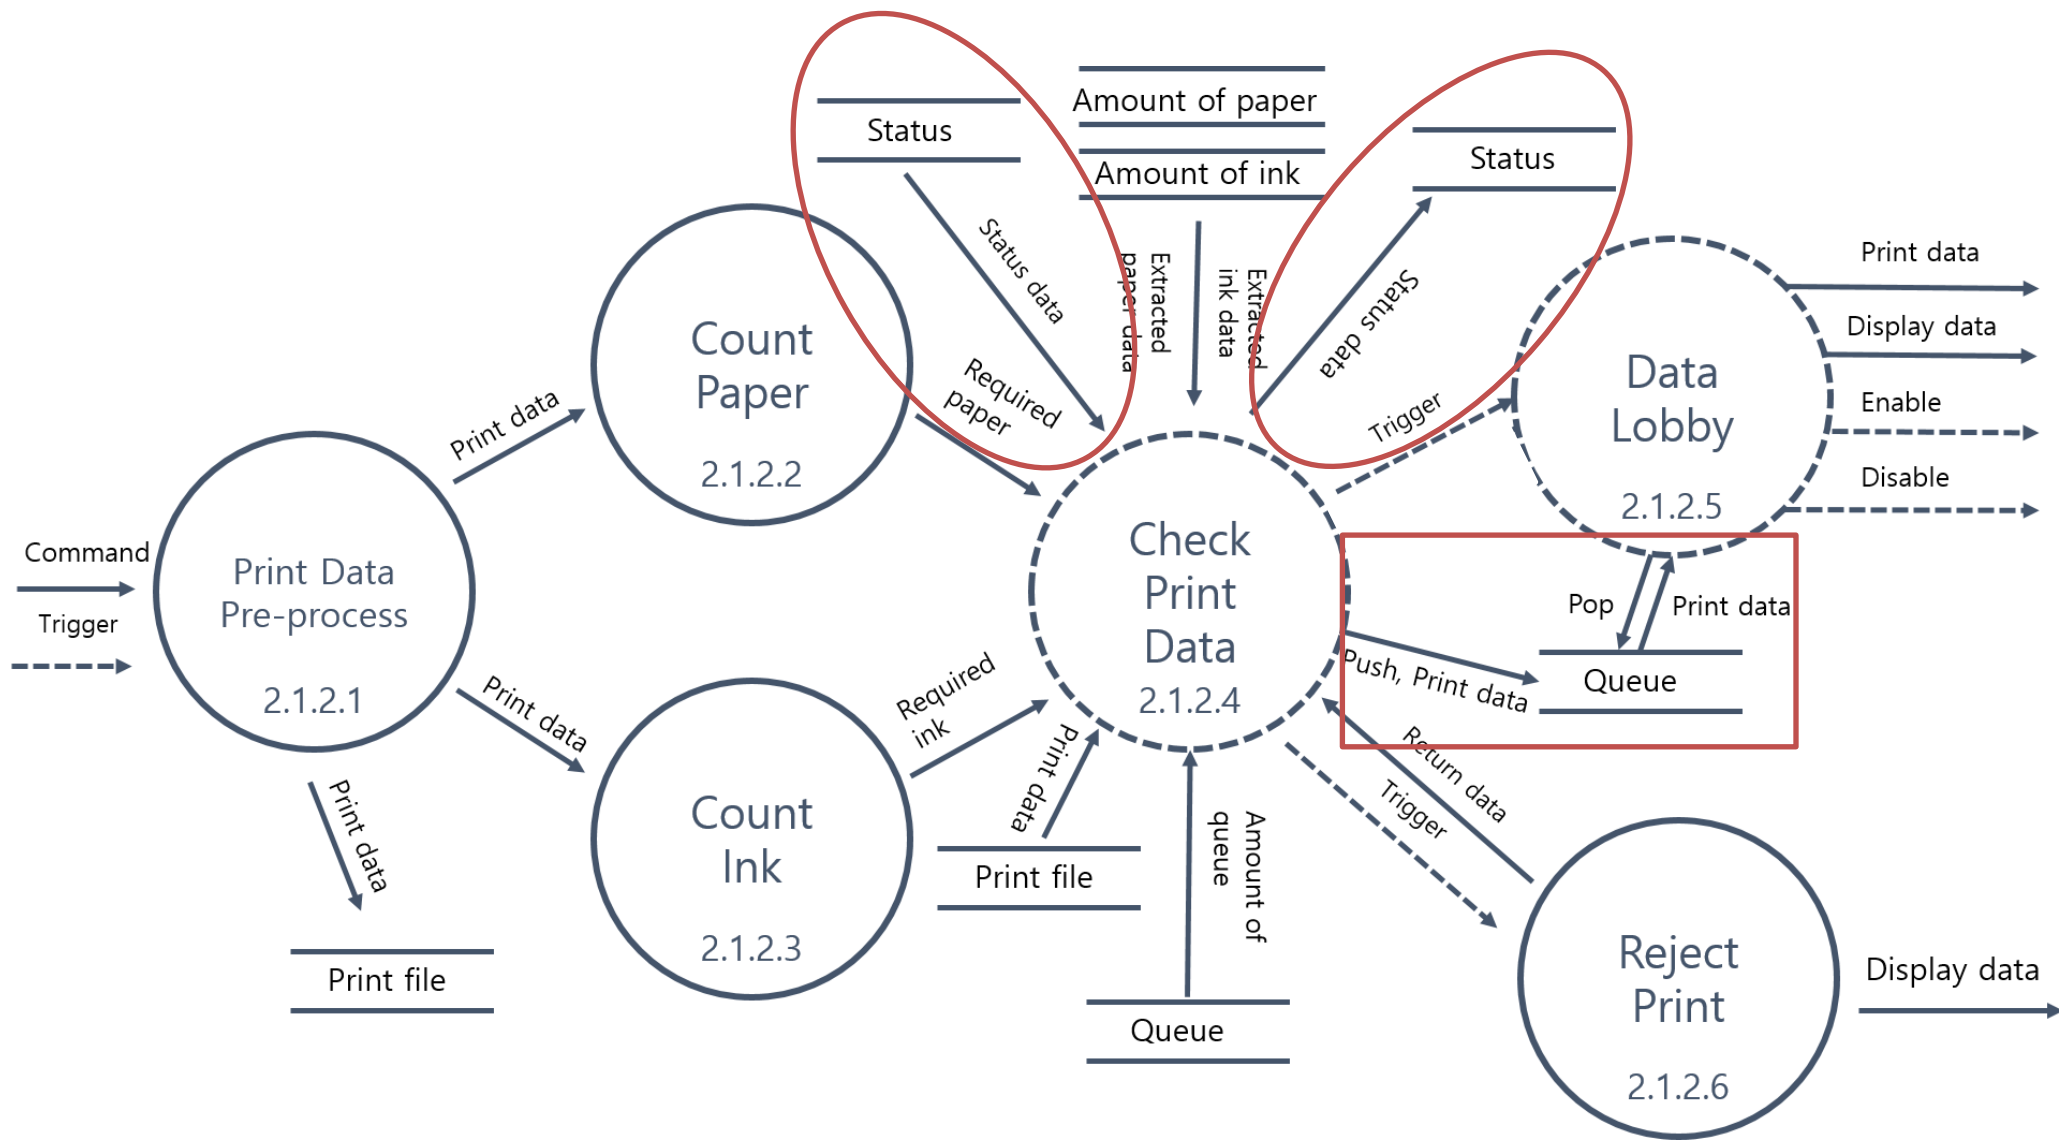 Status
Amount of paper
Amount of ink
Status
Status data
Extracted
paper data
Extracted
ink data
Status data
Print data
Display data
Enable
Disable
Count
Paper
2.1.2.2
Print data
Required
paper
Trigger
Data
Lobby
2.1.2.5
Command
Trigger
Print Data
Pre-process
2.1.2.1
Check
Print
Data
2.1.2.4
Pop
Print data
Push, Print data
Queue
Print data
Required
ink
Print data
Return data
Trigger
Print data
Count
Ink
2.1.2.3
Print file
Amount of
queue
Print file
Queue
Reject
Print
2.1.2.6
Display data